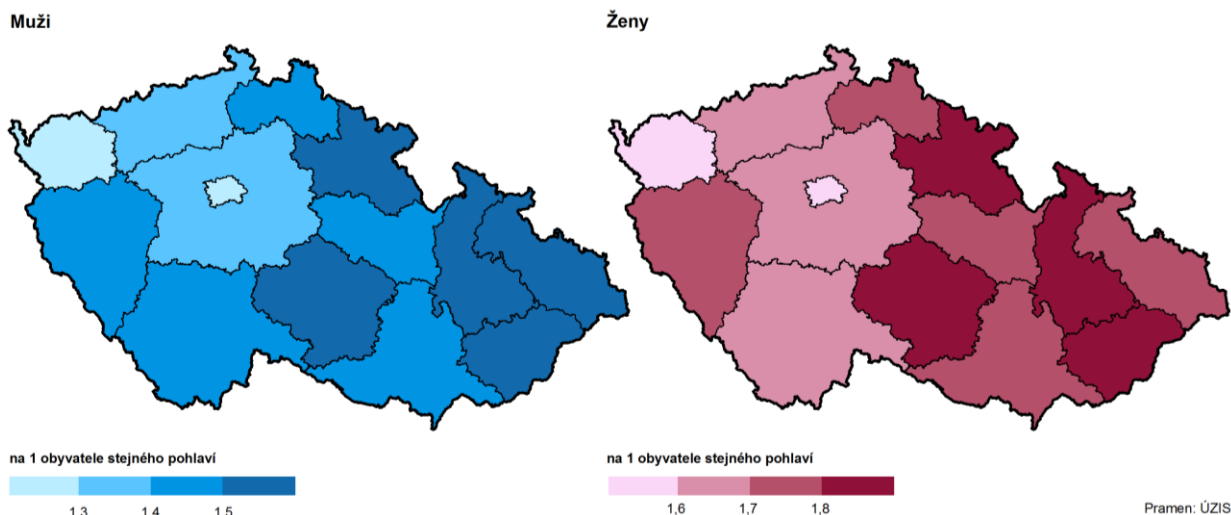 Muži
Ženy
na 1 obyvatele stejného pohlaví
1,3 1,4 1,5
na 1 obyvatele stejného pohlaví
1,6 1,7 1,8
Pramen: ÚZIS